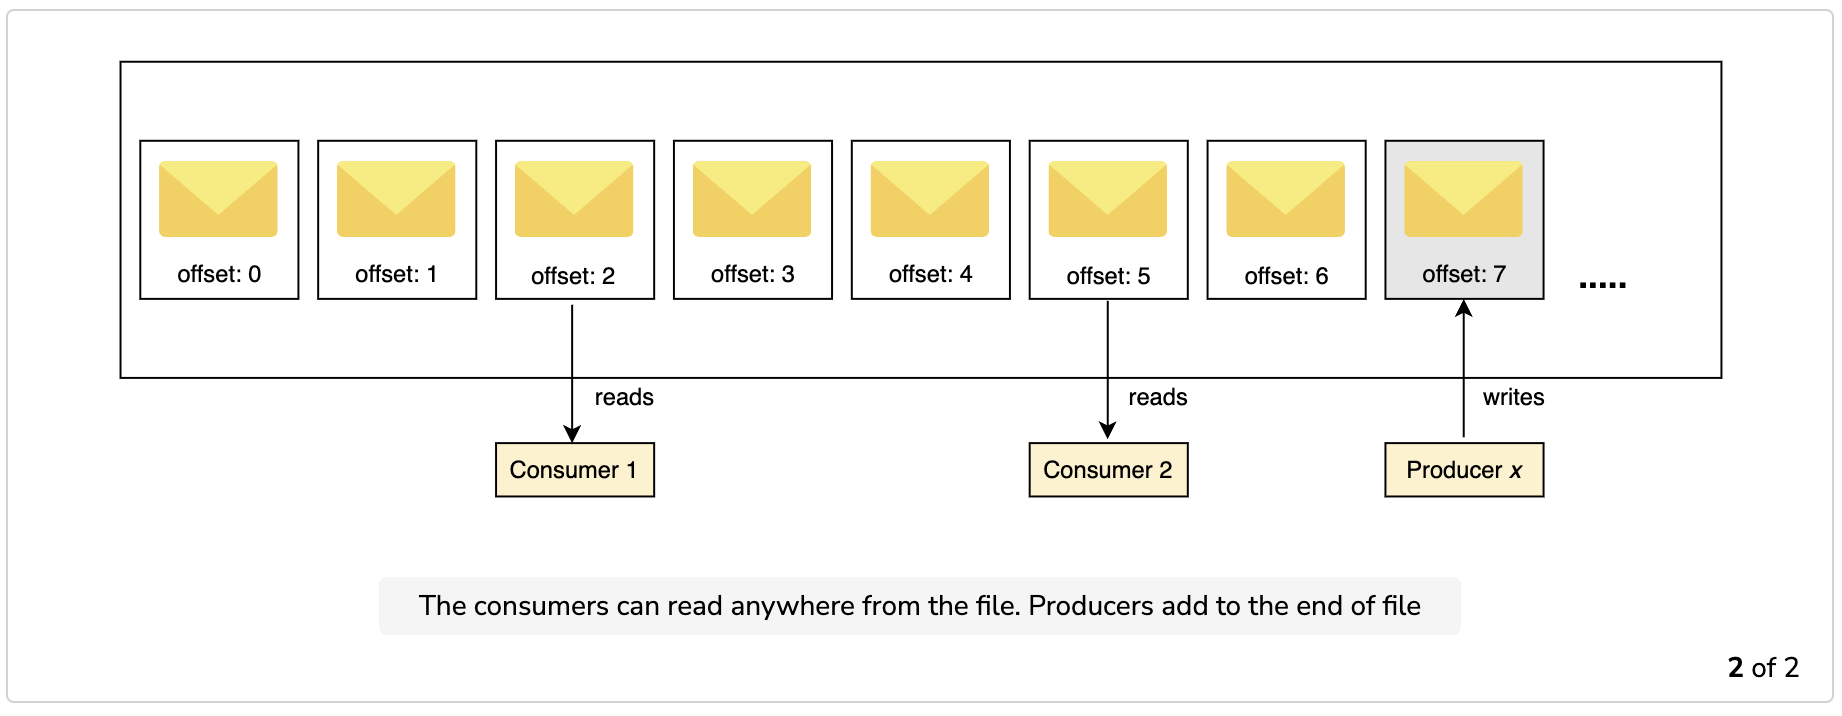 offset: 0
offset: 1
offset: 2
offset: 3
offset: 4
offset: 5
offset: 6
offset: 7
.....
reads
reads
writes
Consumer 1
Consumer 2
Producer x
The consumers can read anywhere from the file. Producers add to the end of file
2 of 2